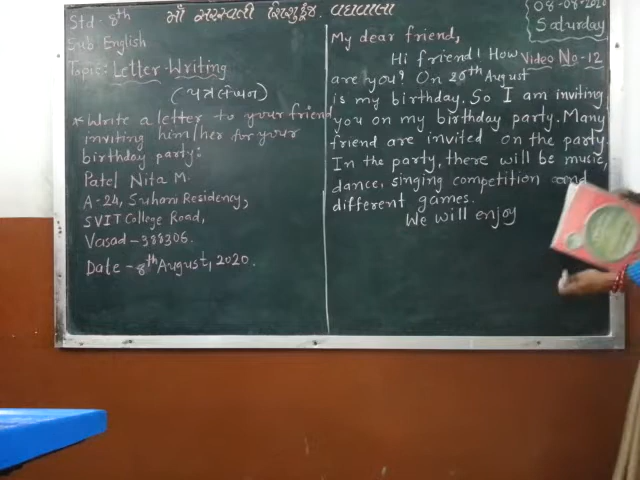 Std - 8th
માઁ સરસ્વતી શિશુકુંજ. વઘવાલા
08-08-2020
Saturday
Sub. English
Topic: Letter-Writing
(પત્રલેખન)
* Write a letter to your friend
inviting him/her for your
birthday party:
Patel Nita M.
A-24, Suhani Residency,
SVIT College Road,
Vasad - 388306.
Date - 8th August, 2020.
My dear friend,
Hi friend! How Video No-12
are you? On 20th August
is my birthday. So I am inviting
you on my birthday party. Many
friend are invited on the party.
In the party, there will be music,
dance, singing competition and
different games.
We will enjoy